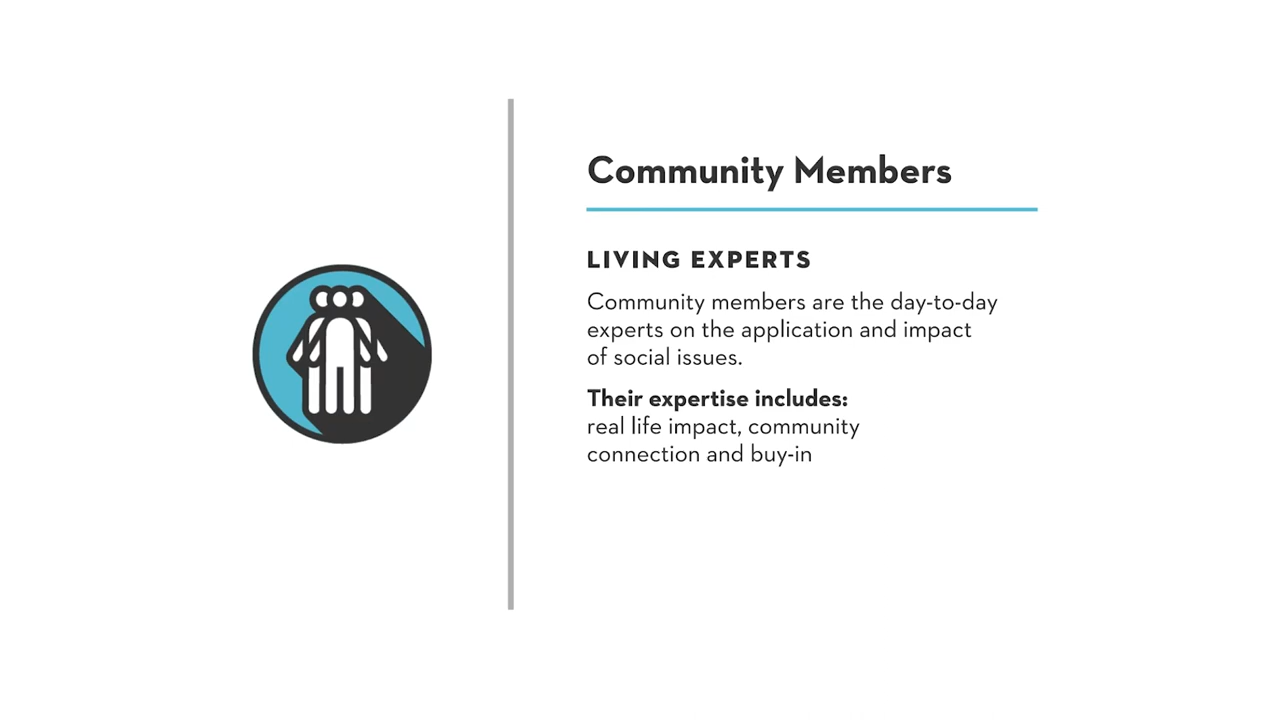 Community Members
LIVING EXPERTS
Community members are the day-to-day
experts on the application and impact
of social issues.
Their expertise includes:
real life impact, community
connection and buy-in